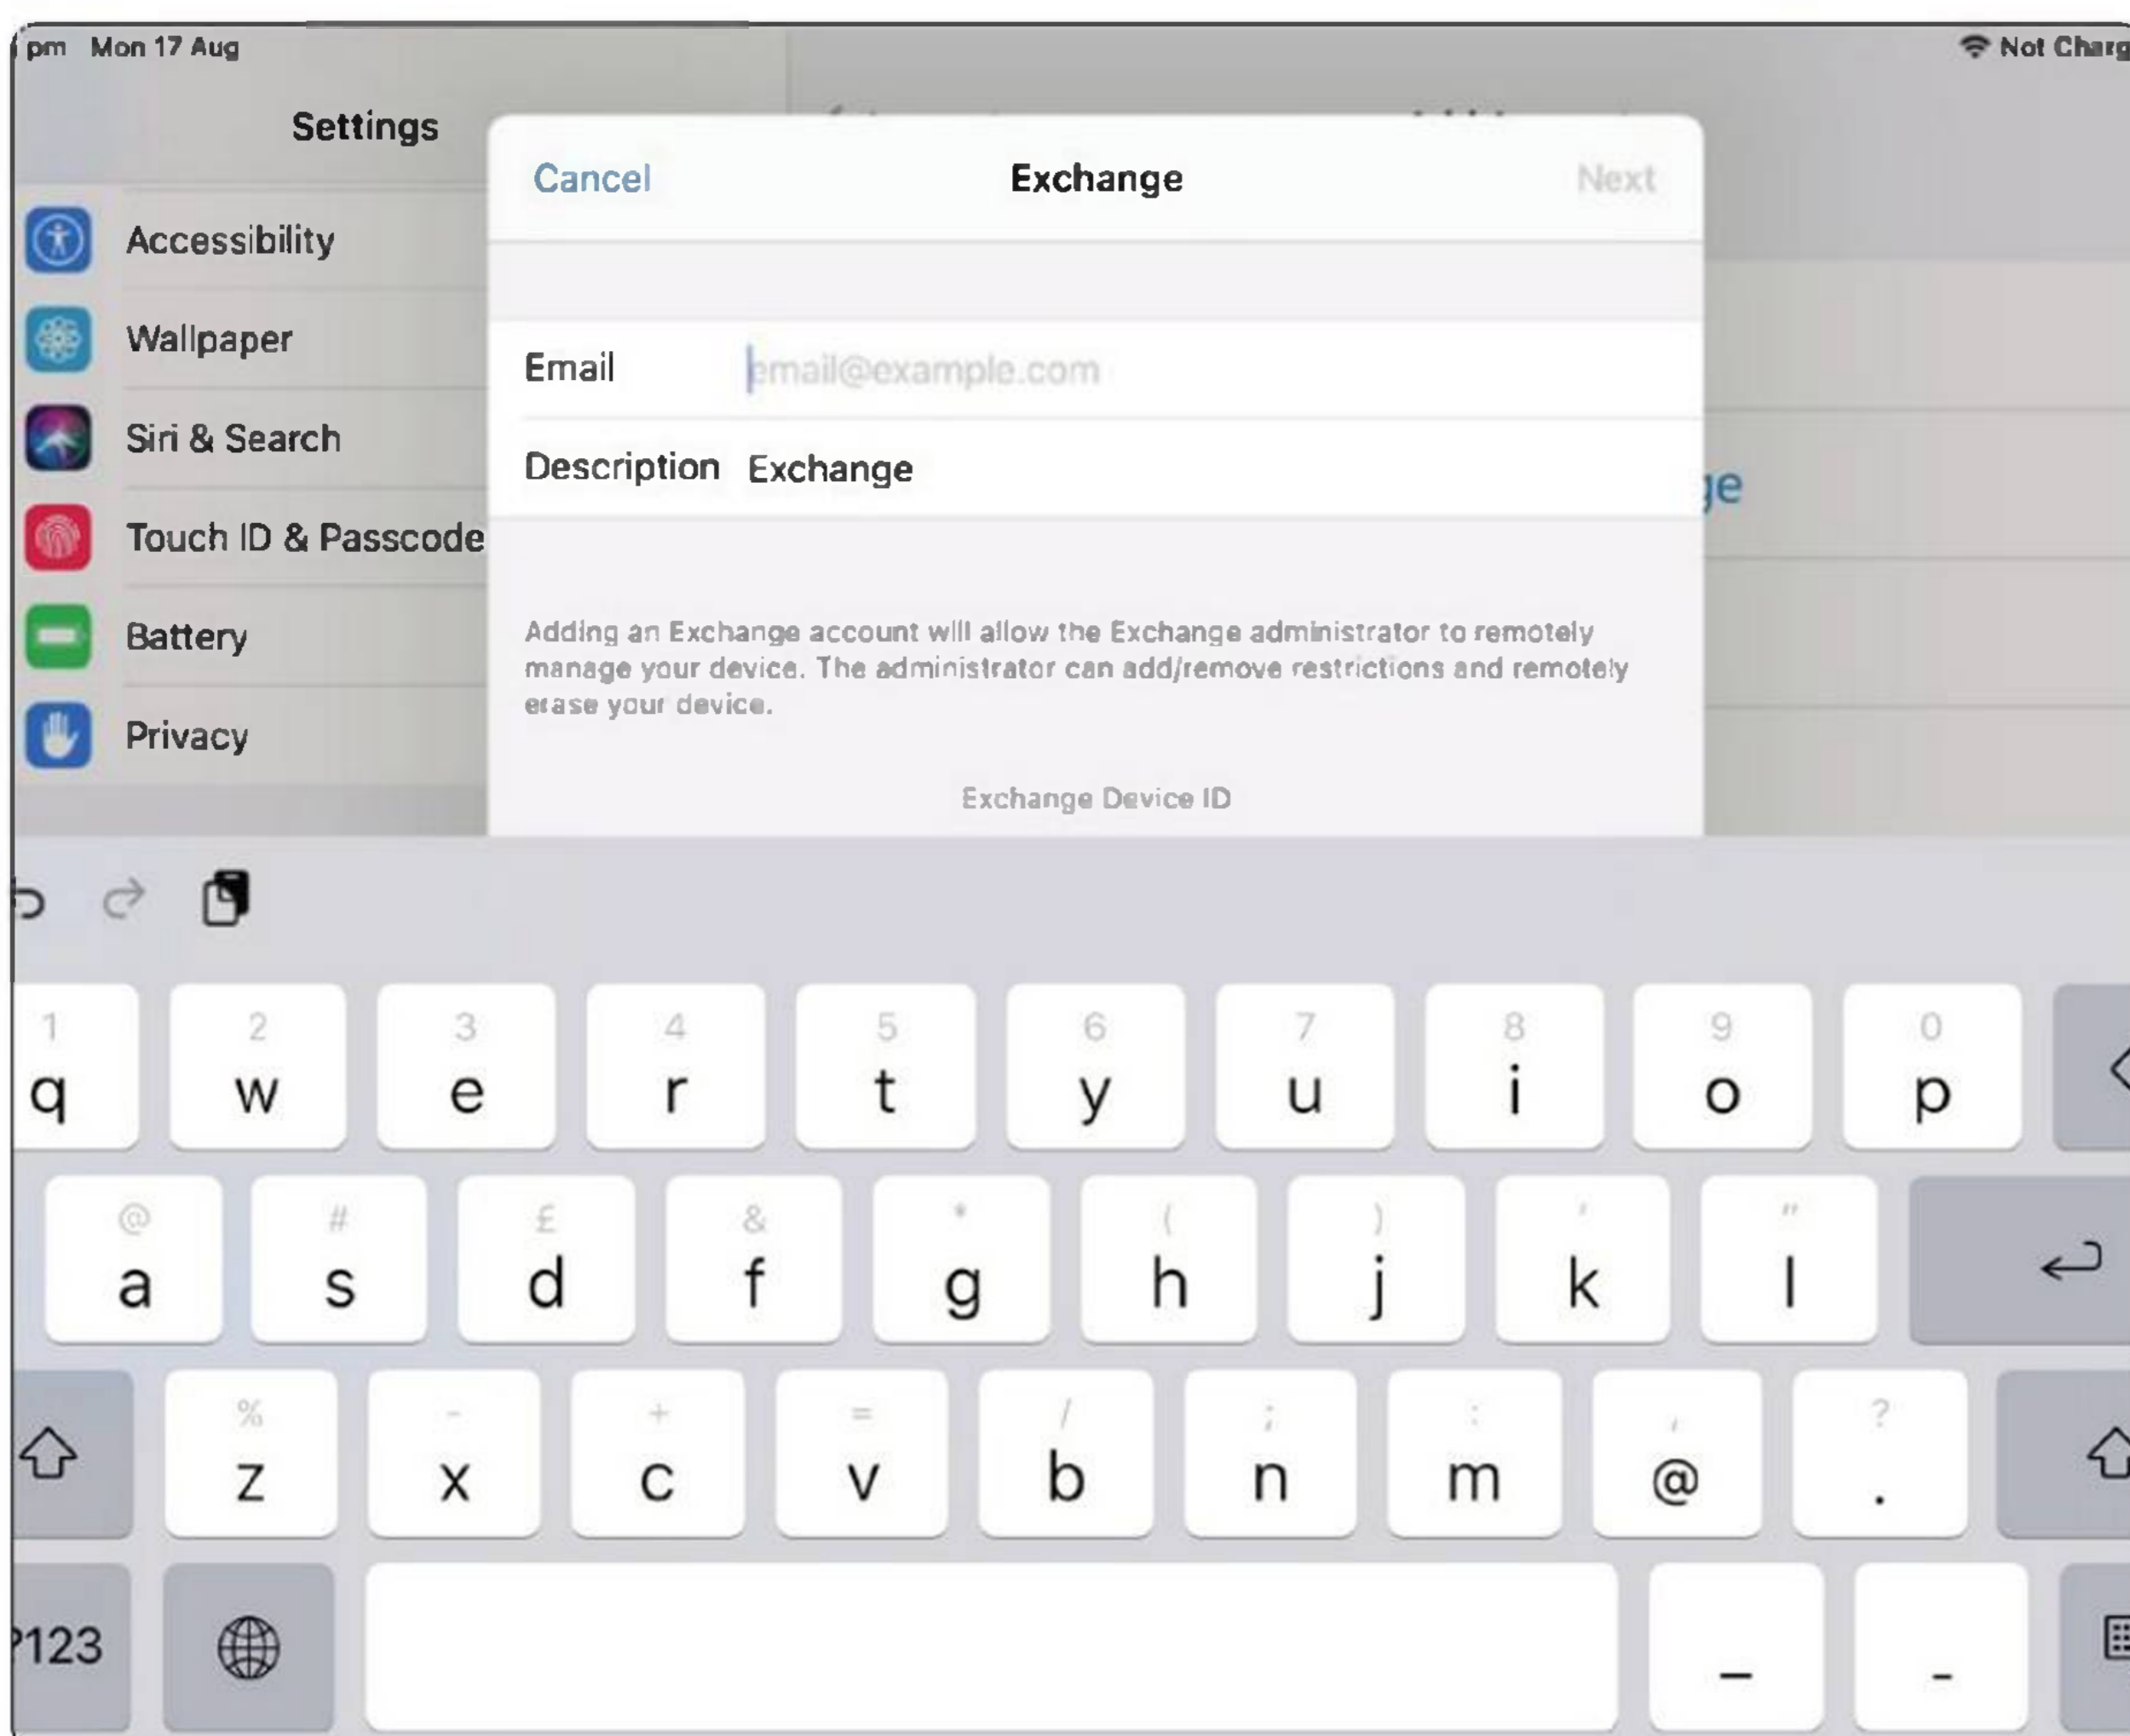 pm Mon 17 Aug
Not Charg
Settings
Cancel
Exchange
Next
Accessibility
Wallpaper
Siri & Search
Touch ID & Passcode
Battery
Privacy
Email email@example.com
Description Exchange
ge
Adding an Exchange account will allow the Exchange administrator to remotely
manage your device. The administrator can add/remove restrictions and remotely
erase your device.
Exchange Device ID
1 2 3 4 5 6 7 8 9 0
q w e r t y u i o p
@ # £ & * ( ) ' "
a s d f g h j k l
% - + = / ; : , ?
z x c v b n m @ .
?123 _ -